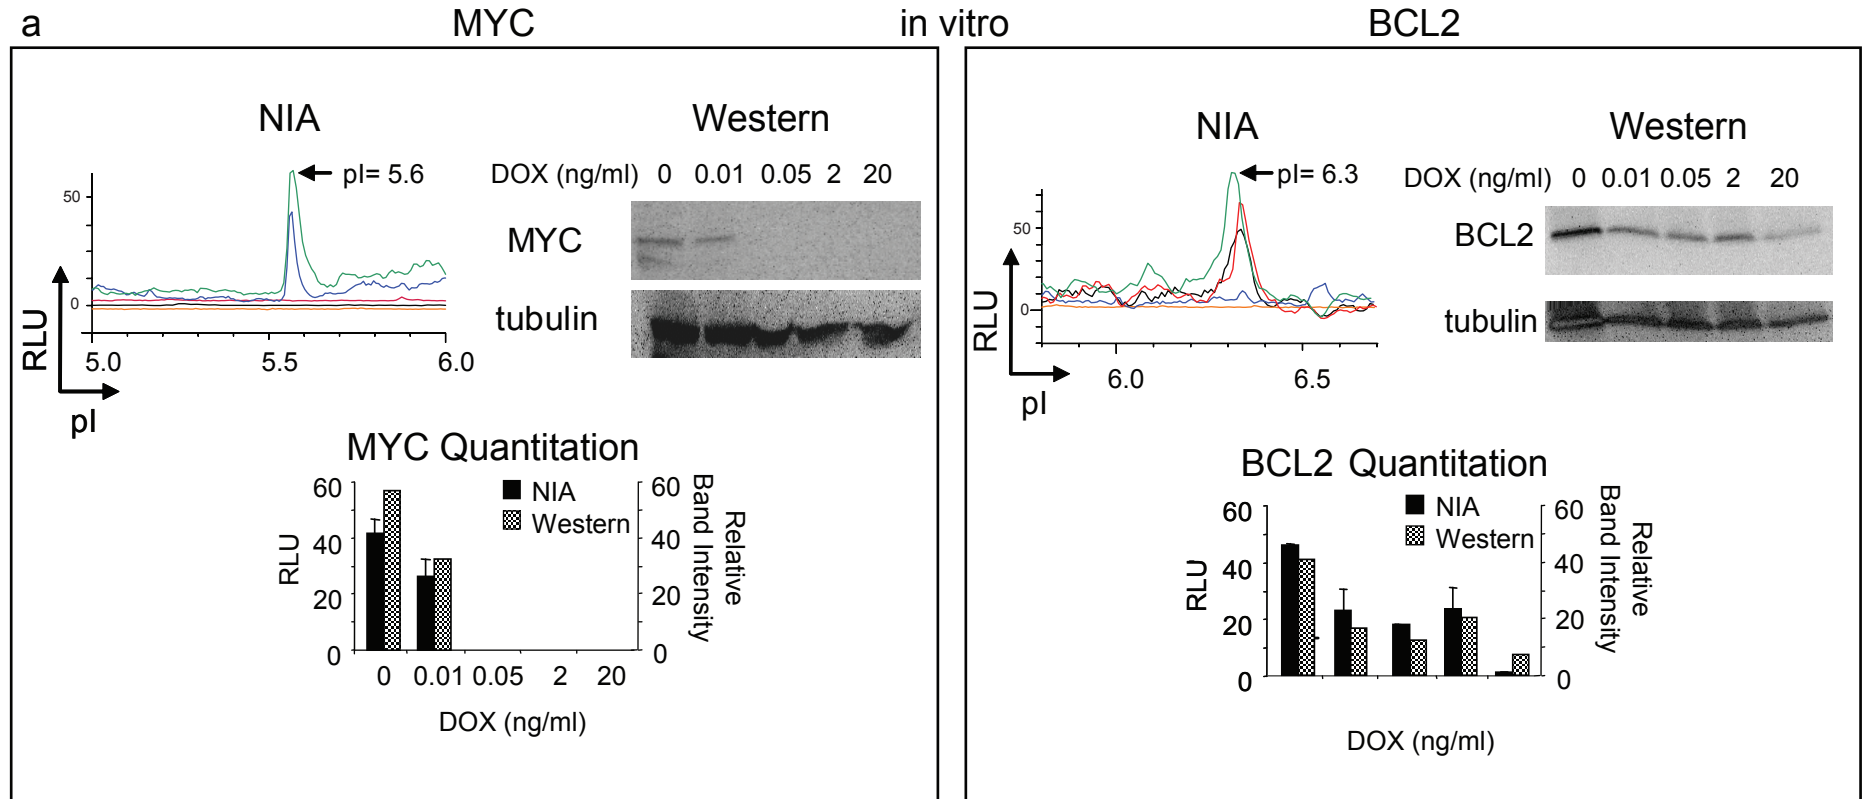 a
MYC
in vitro
BCL2
NIA
Western
pI= 5.6
50
0
RLU
5.0 5.5 6.0
pI
DOX (ng/ml) 0 0.01 0.05 2 20
MYC
tubulin
MYC Quantitation
60
40
20
0
RLU
NIA
Western
60
40
20
0
Relative
Band Intensity
0 0.01 0.05 2 20
DOX (ng/ml)
NIA
Western
pI= 6.3
50
0
RLU
6.0 6.5
pI
DOX (ng/ml) 0 0.01 0.05 2 20
BCL2
tubulin
BCL2 Quantitation
60
40
20
0
RLU
NIA
Western
60
40
20
0
Relative
Band Intensity
DOX (ng/ml)